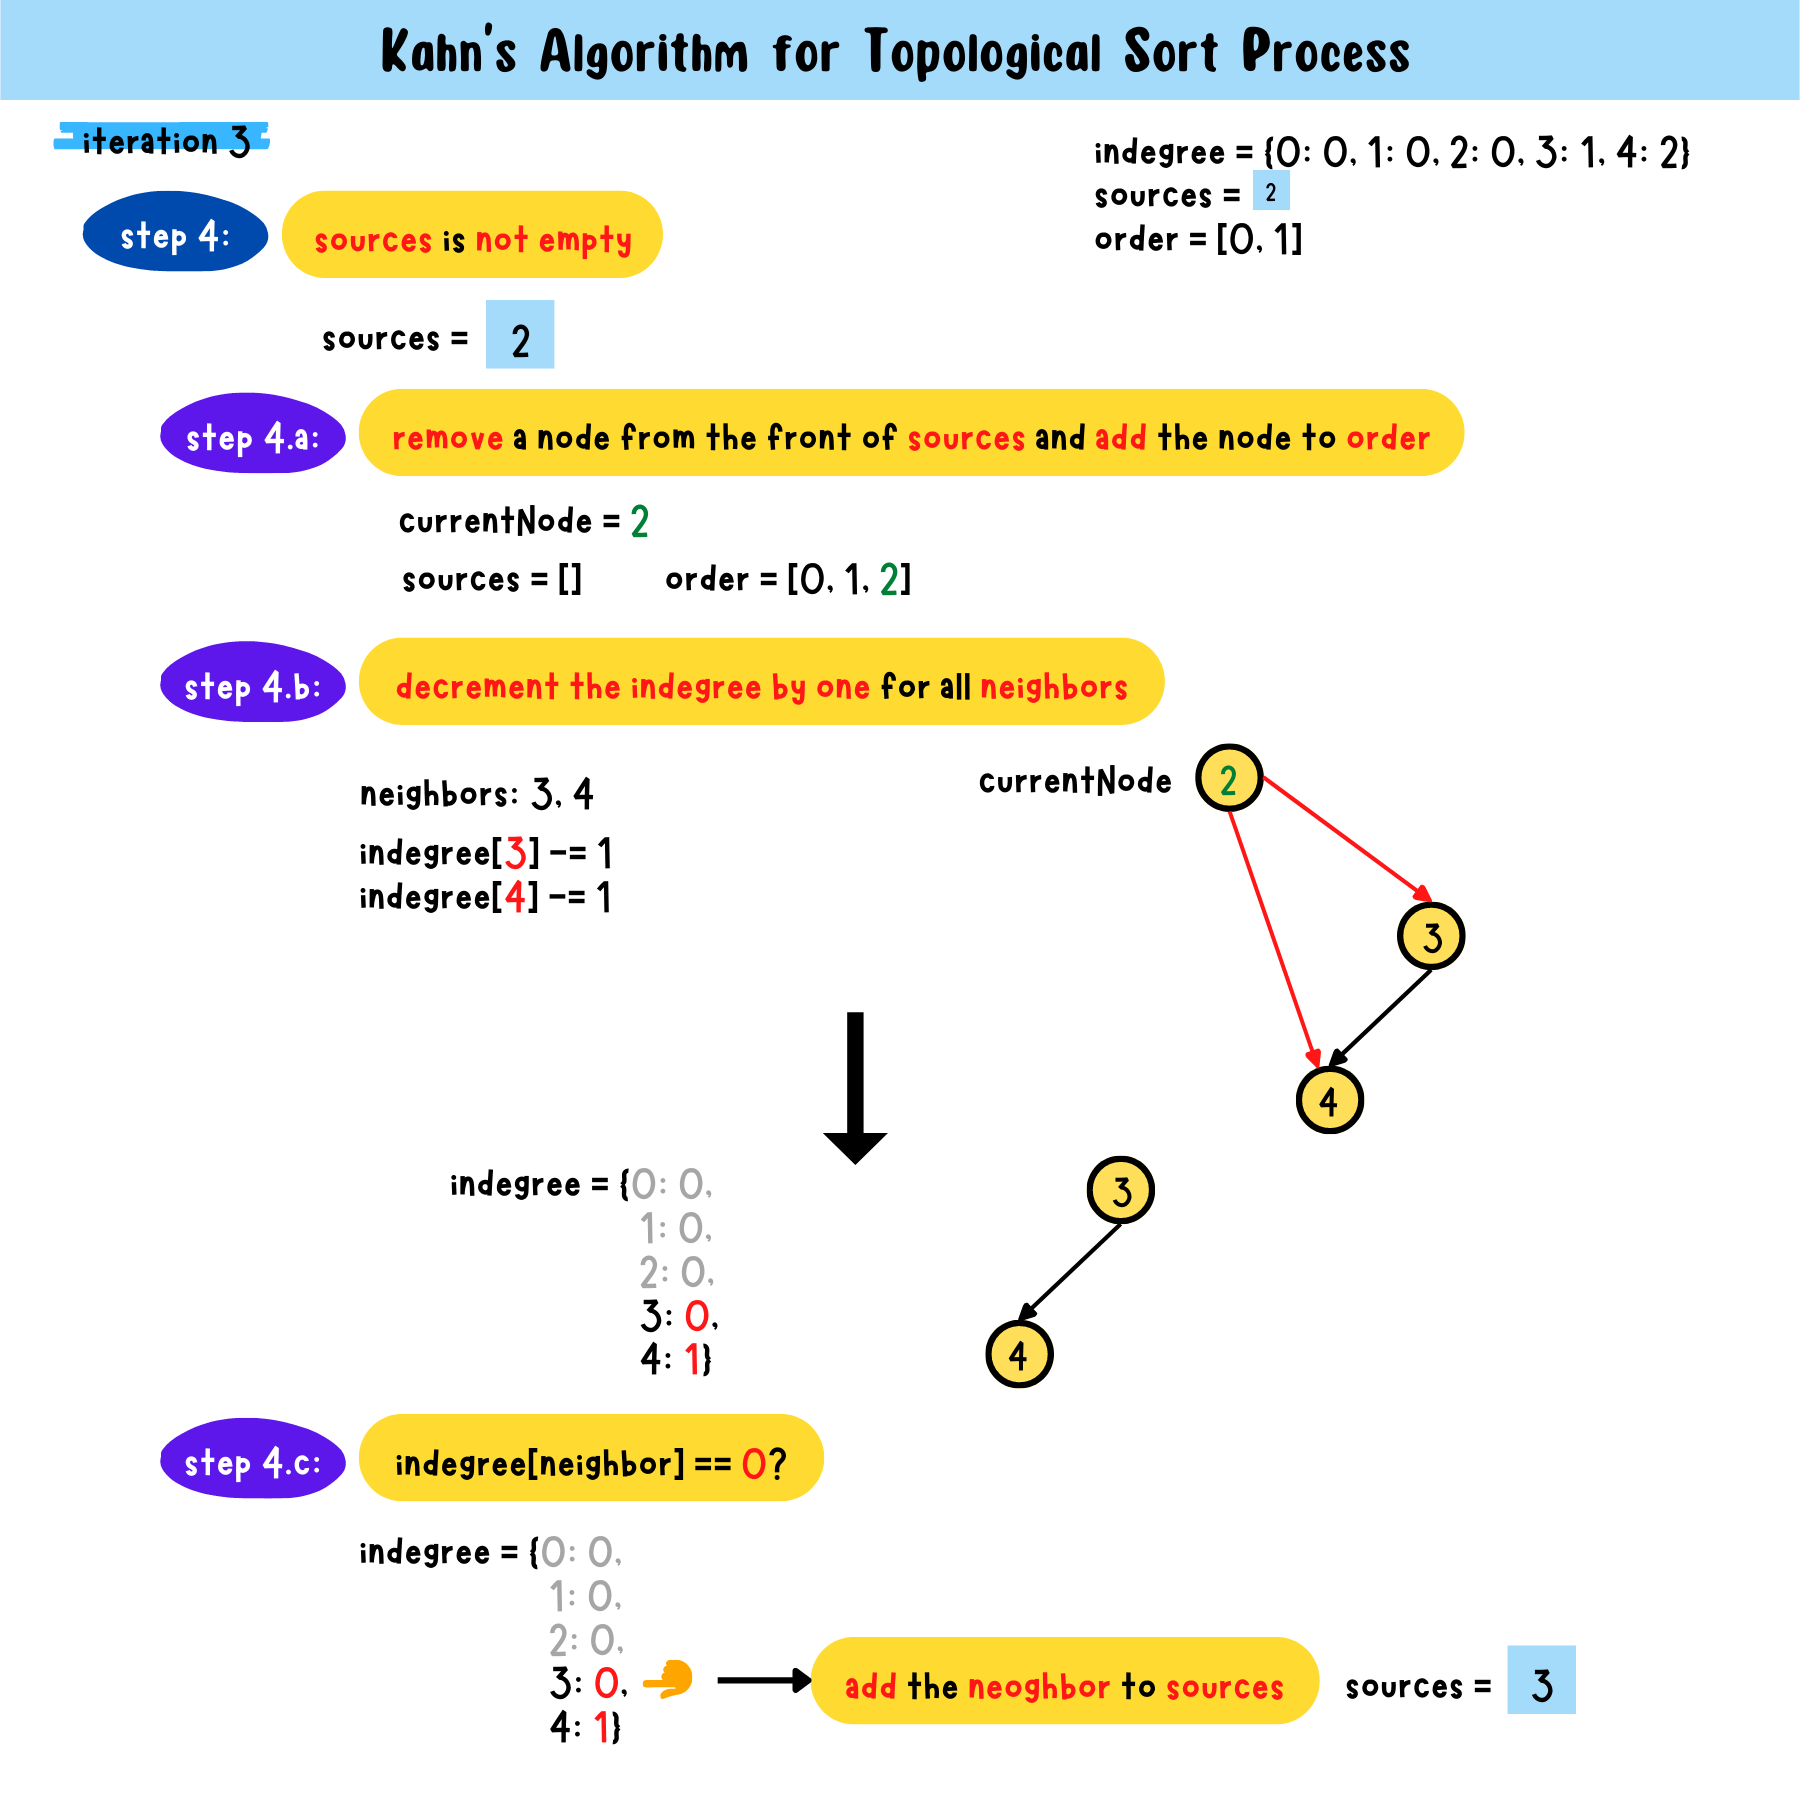 Kahn's Algorithm for Topological Sort Process
iteration 3
indegree = {0: 0, 1: 0, 2: 0, 3: 1, 4: 2}
sources = 2
order = [0, 1]
step 4: sources is not empty
sources = 2
step 4.a: remove a node from the front of sources and add the node to order
currentNode = 2
sources = [] order = [0, 1, 2]
step 4.b: decrement the indegree by one for all neighbors
currentNode 2
neighbors: 3, 4
indegree[3] -= 1
indegree[4] -= 1
3
4
indegree = {0: 0,
1: 0,
2: 0,
3: 0,
4: 1}
3
4
step 4.c: indegree[neighbor] == 0?
indegree = {0: 0,
1: 0,
2: 0,
3: 0, add the neoghbor to sources sources = 3
4: 1}